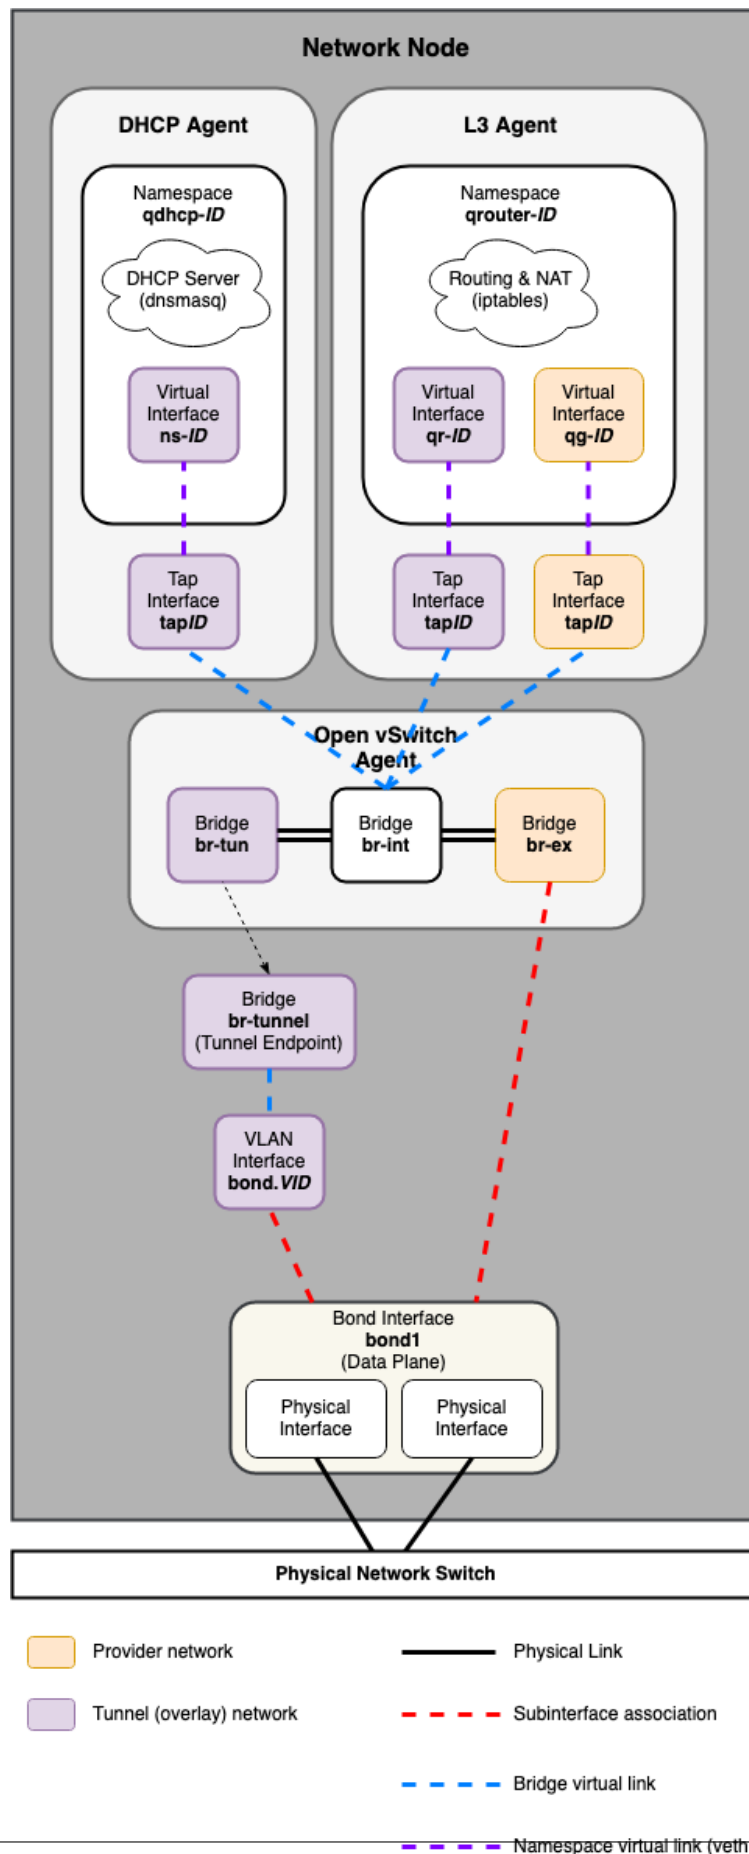 Network Node
DHCP Agent
Namespace
qdhcp-ID
DHCP Server
(dnsmasq)
Virtual
Interface
ns-ID
Tap
Interface
tapID
L3 Agent
Namespace
qrouter-ID
Routing & NAT
(iptables)
Virtual
Interface
qr-ID
Virtual
Interface
qg-ID
Tap
Interface
tapID
Tap
Interface
tapID
Open vSwitch
Agent
Bridge
br-tun
Bridge
br-int
Bridge
br-ex
Bridge
br-tunnel
(Tunnel Endpoint)
VLAN
Interface
bond.VID
Bond Interface
bond1
(Data Plane)
Physical
Interface
Physical
Interface
Physical Network Switch
Provider network
Physical Link
Tunnel (overlay) network
Subinterface association
Bridge virtual link
Namespace virtual link (veth